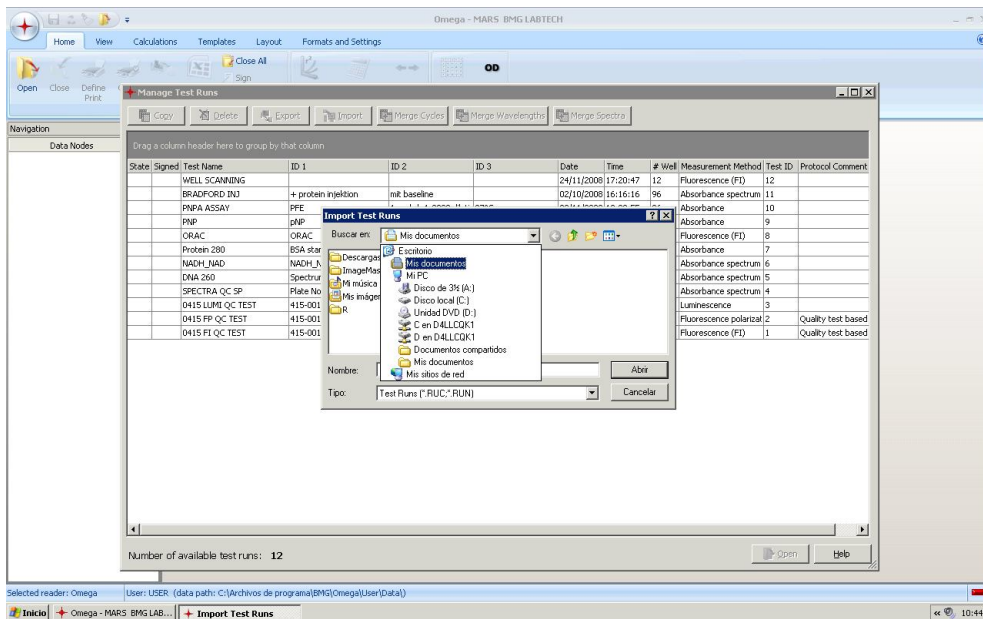 Omega - MARS BMG LABTECH
Home View Calculations Templates Layout Formats and Settings
Open Close Define Print Close All Sign OD
Manage Test Runs
Copy Delete Export Import Merge Cycles Merge Wavelengths Merge Spectra
Navigation
Data Nodes
Drag a column header here to group by that column
State Signed Test Name ID 1 ID 2 ID 3 Date Time # Well Measurement Method Test ID Protocol Comment
WELL SCANNING 24/11/2008 17:20:47 12 Fluorescence (FI) 12
BRADFORD INJ + protein injektion mit baseline 02/10/2008 16:16:16 96 Absorbance spectrum 11
PNPA ASSAY PFE Absorbance 10
PNP pNP Absorbance 9
ORAC ORAC Fluorescence (FI) 8
Protein 280 BSA star Absorbance 7
NADH_NAD NADH_N Absorbance spectrum 6
DNA 260 Spectrur Absorbance spectrum 5
SPECTRA QC SP Plate No Absorbance spectrum 4
0415 LUMI QC TEST 415-001 Luminescence 3
0415 FP QC TEST 415-001 Fluorescence polarizat 2 Quality test based
0415 FI QC TEST 415-001 Fluorescence (FI) 1 Quality test based
Import Test Runs
Buscar en: Mis documentos
Descargas
ImageMas
Mi música
Mis imáger
R
Escritorio
Mis documentos
Mi PC
Disco de 3½ (A:)
Disco local (C:)
Unidad DVD (D:)
C en D4LLCQK1
D en D4LLCQK1
Documentos compartidos
Mis documentos
Mis sitios de red
Nombre: Abrir
Tipo: Test Runs (*.RUC;*.RUN) Cancelar
Number of available test runs: 12 Open Help
Selected reader: Omega User: USER (data path: C:\Archivos de programa\BMG\Omega\User\Data\)
Inicio Omega - MARS BMG LAB... Import Test Runs 10:44